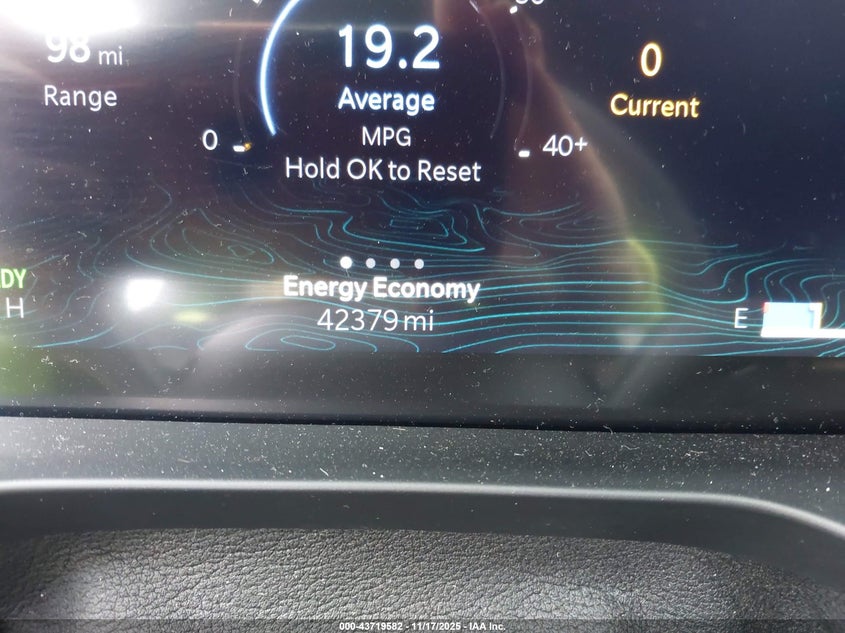 98 mi
Range
19.2
Average
MPG
Hold OK to Reset
0
40+
0
Current
DY
H
Energy Economy
42379 mi
E
000-43719582 - 11/17/2025 - IAA Inc.